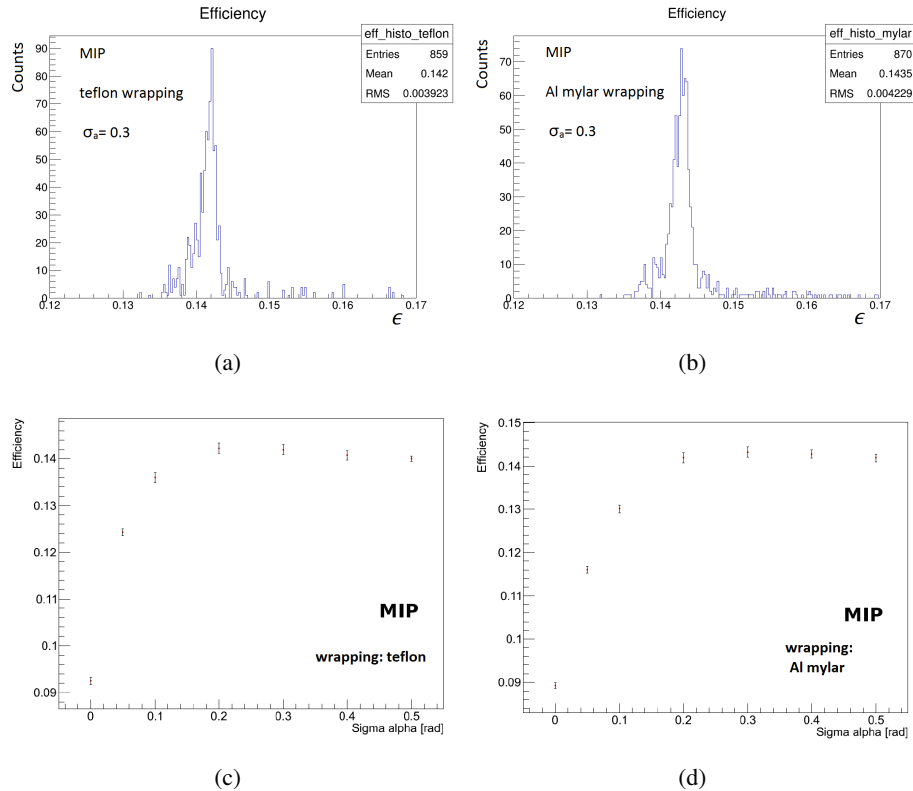 Efficiency
eff_histo_teflon
Entries 859
Mean 0.142
RMS 0.003923
MIP
teflon wrapping
σa= 0.3
Counts
90
80
70
60
50
40
30
20
10
0
0.12 0.13 0.14 0.15 0.16 0.17
ϵ
(a)
Efficiency
eff_histo_mylar
Entries 870
Mean 0.1435
RMS 0.004229
MIP
Al mylar wrapping
σa= 0.3
Counts
70
60
50
40
30
20
10
0
0.12 0.13 0.14 0.15 0.16 0.17
ϵ
(b)
Efficiency
0.14
0.13
0.12
0.11
0.1
0.09
MIP
wrapping: teflon
0 0.1 0.2 0.3 0.4 0.5
Sigma alpha [rad]
(c)
Efficiency
0.15
0.14
0.13
0.12
0.11
0.1
0.09
MIP
wrapping:
Al mylar
0 0.1 0.2 0.3 0.4 0.5
Sigma alpha [rad]
(d)